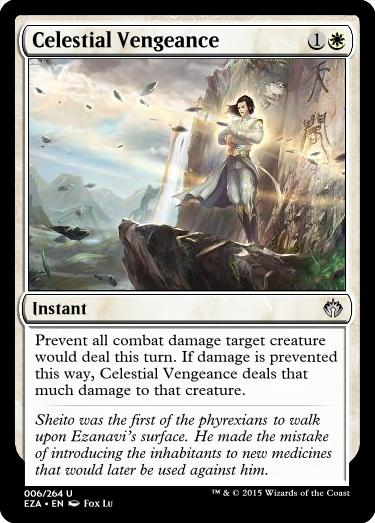 Celestial Vengeance 1
天
閣
Instant
Prevent all combat damage target creature
would deal this turn. If damage is prevented
this way, Celestial Vengeance deals that
much damage to that creature.
Sheito was the first of the phyrexians to walk
upon Ezanavi's surface. He made the mistake
of introducing the inhabitants to new medicines
that would later be used against him.
006/264 U
EZA • EN Fox Lu
™ & © 2015 Wizards of the Coast